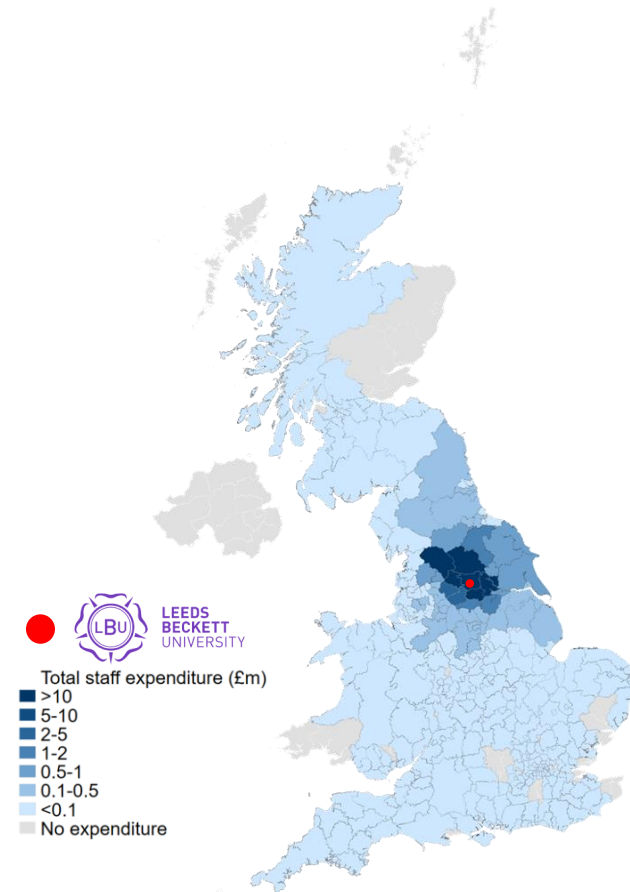 LBU
LEEDS
BECKETT
UNIVERSITY
Total staff expenditure (£m)
>10
5-10
2-5
1-2
0.5-1
0.1-0.5
<0.1
No expenditure